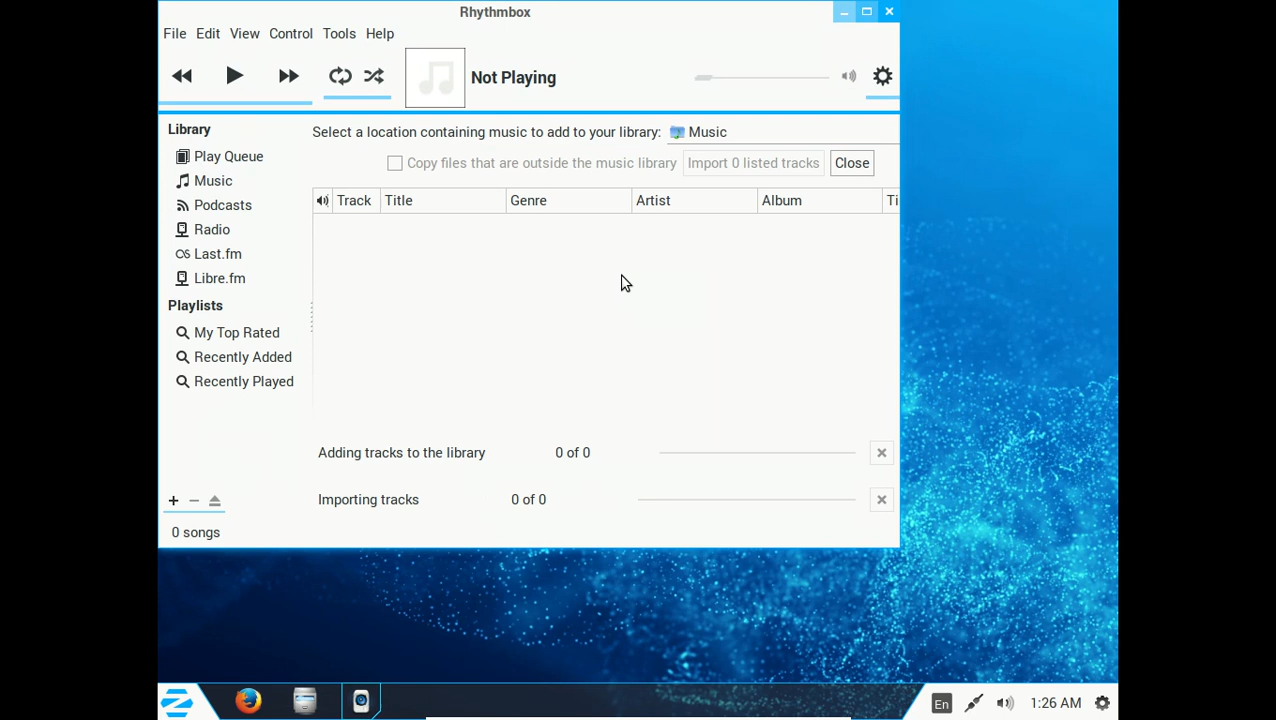 Rhythmbox
File Edit View Control Tools Help
Not Playing
Library
Play Queue
Music
Podcasts
Radio
Last.fm
Libre.fm
Playlists
My Top Rated
Recently Added
Recently Played
0 songs
Select a location containing music to add to your library: Music
Copy files that are outside the music library Import 0 listed tracks Close
Track Title Genre Artist Album Ti
Adding tracks to the library 0 of 0
Importing tracks 0 of 0
En 1:26 AM